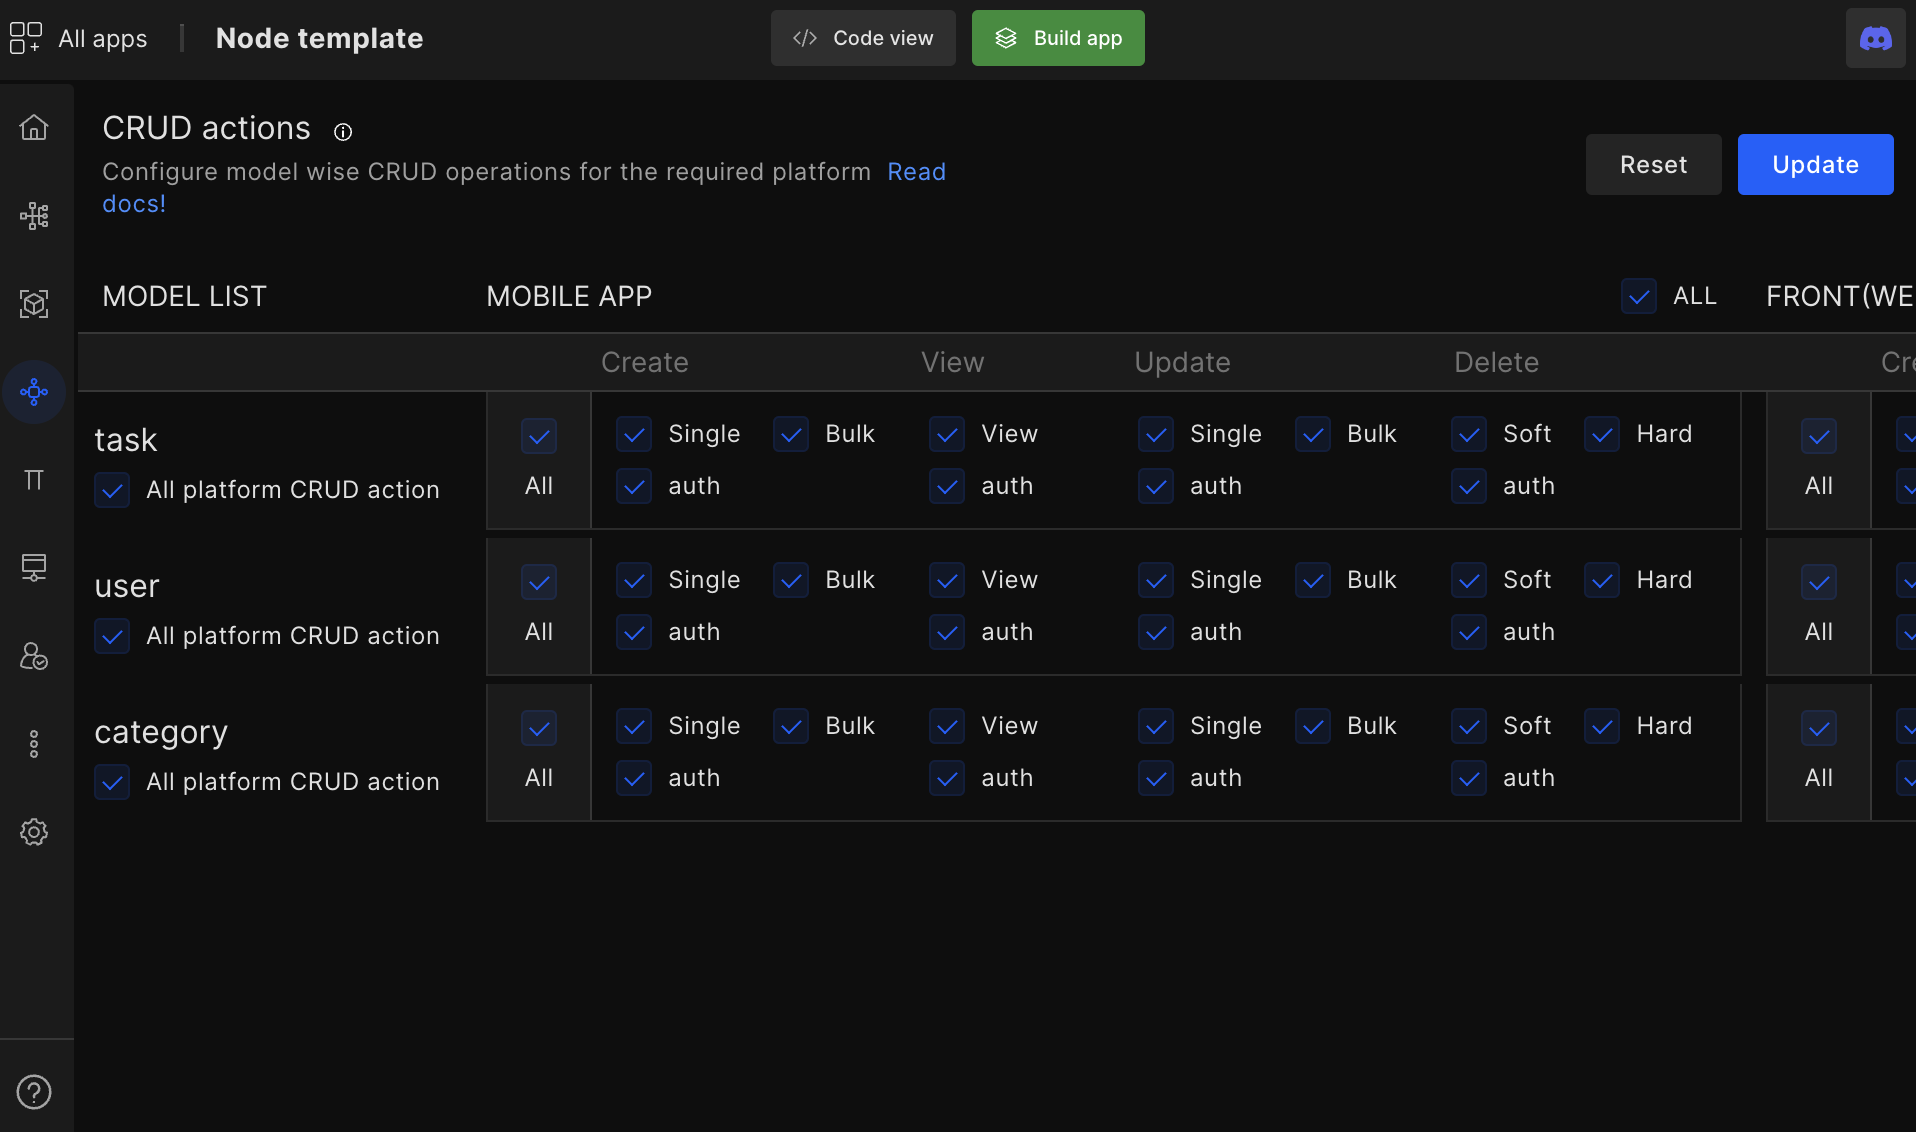 All apps
Node template
</> Code view
Build app
CRUD actions
Configure model wise CRUD operations for the required platform Read
docs!
Reset
Update
MODEL LIST
MOBILE APP
ALL
FRONT(WE
Create
View
Update
Delete
Cre
task
All platform CRUD action
All
Single
Bulk
View
Single
Bulk
Soft
Hard
auth
auth
auth
auth
All
user
All platform CRUD action
All
Single
Bulk
View
Single
Bulk
Soft
Hard
auth
auth
auth
auth
All
category
All platform CRUD action
All
Single
Bulk
View
Single
Bulk
Soft
Hard
auth
auth
auth
auth
All